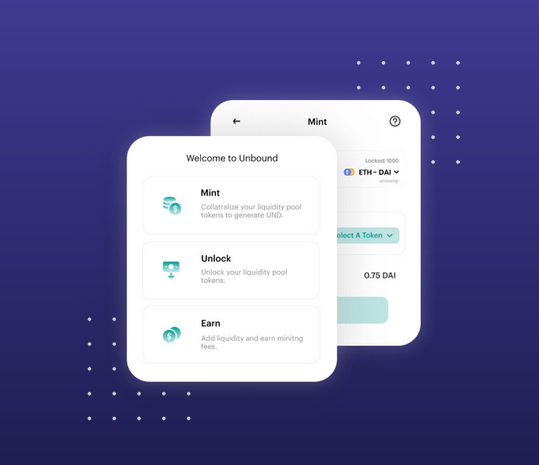 Mint
Locked: 1000
ETH - DAI
uniswap
Welcome to Unbound
Mint
Collatralize your liquidity pool
tokens to generate UND.
elect A Token
Unlock
Unlock your liquidity pool
tokens.
0.75 DAI
Earn
Add liquidity and earn minitng
fees.